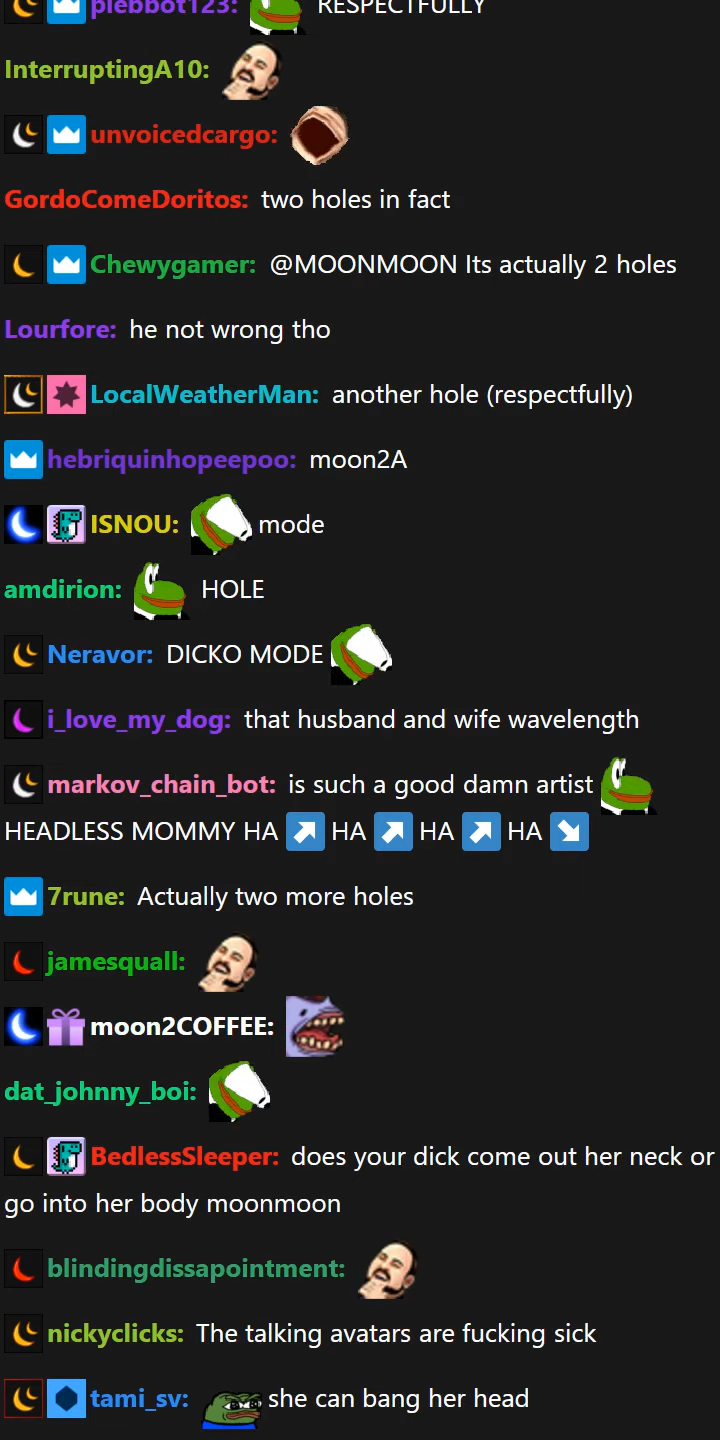 plebbot123: RESPECTFULLY
InterruptingA10:
unvoicedcargo:
GordoComeDoritos: two holes in fact
Chewygamer: @MOONMOON Its actually 2 holes
Lourfore: he not wrong tho
LocalWeatherMan: another hole (respectfully)
hebriquinhopeepoo: moon2A
ISNOU: mode
amdirion: HOLE
Neravor: DICKO MODE
i_love_my_dog: that husband and wife wavelength
markov_chain_bot: is such a good damn artist
HEADLESS MOMMY HA ↗ HA ↗ HA ↗ HA ↘
7rune: Actually two more holes
jamesquall:
moon2COFFEE:
dat_johnny_boi:
BedlessSleeper: does your dick come out her neck or
go into her body moonmoon
blindingdissapointment:
nickyclicks: The talking avatars are fucking sick
tami_sv: she can bang her head